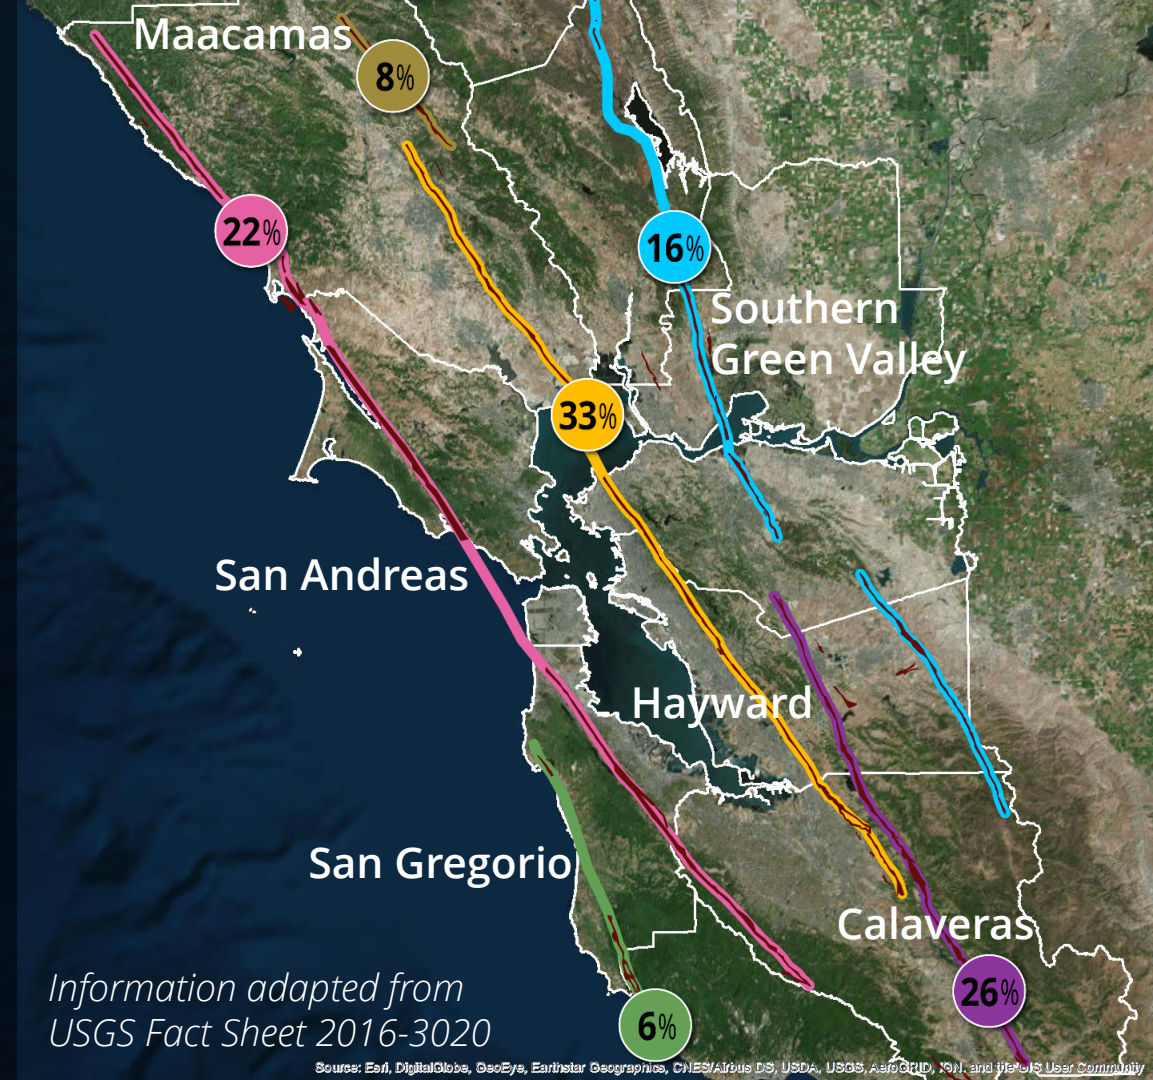 Maacamas
8%
22%
16%
Southern
Green Valley
33%
San Andreas
Hayward
San Gregorio
Calaveras
26%
6%
Information adapted from
USGS Fact Sheet 2016-3020
Source: Esri, DigitalGlobe, GeoEye, Earthstar Geographics, CNES/Airbus DS, USDA, USGS, AeroGRID, IGN, and the GIS User Community